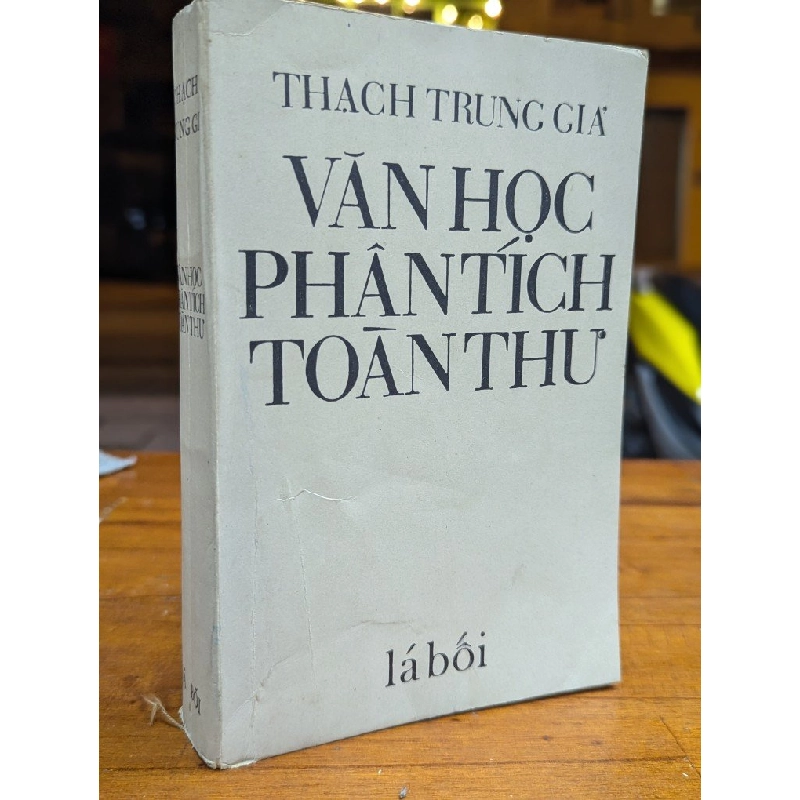 THẠCH TRUNG GIẢ
VĂN HỌC
PHÂN TÍCH
TOÀN THƯ
lá bối